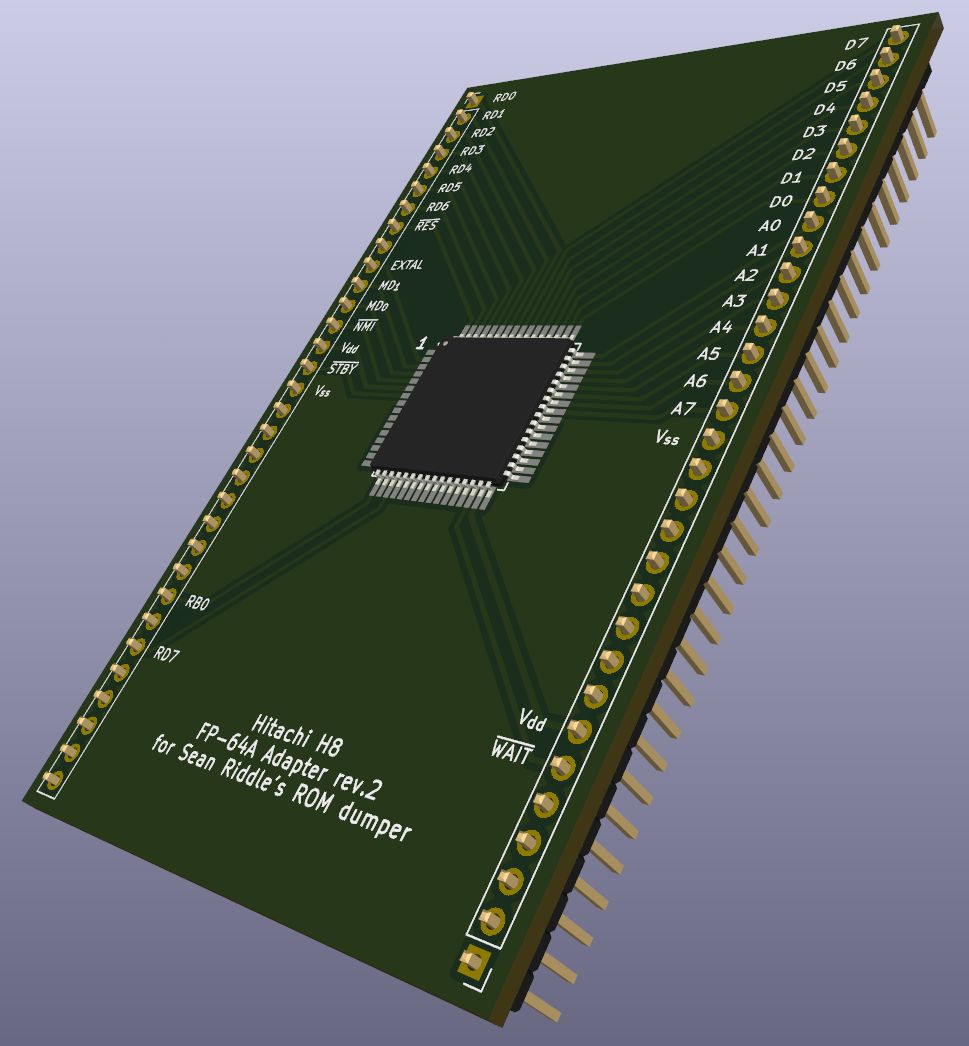 RD0
RD1
RD2
RD3
RD4
RD5
RD6
RES
EXTAL
MD1
MD0
NMI
Vdd
STBY
Vss
RB0
RD7
1
D7
D6
D5
D4
D3
D2
D1
D0
A0
A1
A2
A3
A4
A5
A6
A7
Vss
Vdd
WAIT
Hitachi H8
FP-64A Adapter rev.2
for Sean Riddle's ROM dumper